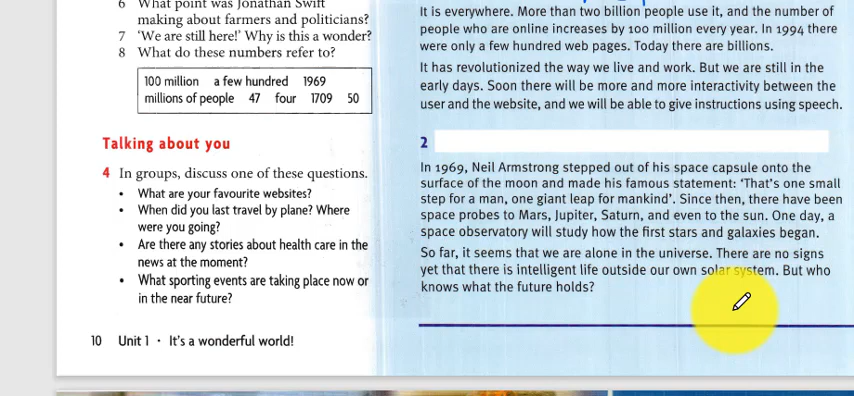 6 What point was Jonathan Swift
making about farmers and politicians?
7 ‘We are still here!’ Why is this a wonder?
8 What do these numbers refer to?
100 million a few hundred 1969
millions of people 47 four 1709 50
Talking about you
4 In groups, discuss one of these questions.
• What are your favourite websites?
• When did you last travel by plane? Where
were you going?
• Are there any stories about health care in the
news at the moment?
• What sporting events are taking place now or
in the near future?
10 Unit 1 · It's a wonderful world!
It is everywhere. More than two billion people use it, and the number of
people who are online increases by 100 million every year. In 1994 there
were only a few hundred web pages. Today there are billions.
It has revolutionized the way we live and work. But we are still in the
early days. Soon there will be more and more interactivity between the
user and the website, and we will be able to give instructions using speech.
2
In 1969, Neil Armstrong stepped out of his space capsule onto the
surface of the moon and made his famous statement: ‘That's one small
step for a man, one giant leap for mankind’. Since then, there have been
space probes to Mars, Jupiter, Saturn, and even to the sun. One day, a
space observatory will study how the first stars and galaxies began.
So far, it seems that we are alone in the universe. There are no signs
yet that there is intelligent life outside our own solar system. But who
knows what the future holds?